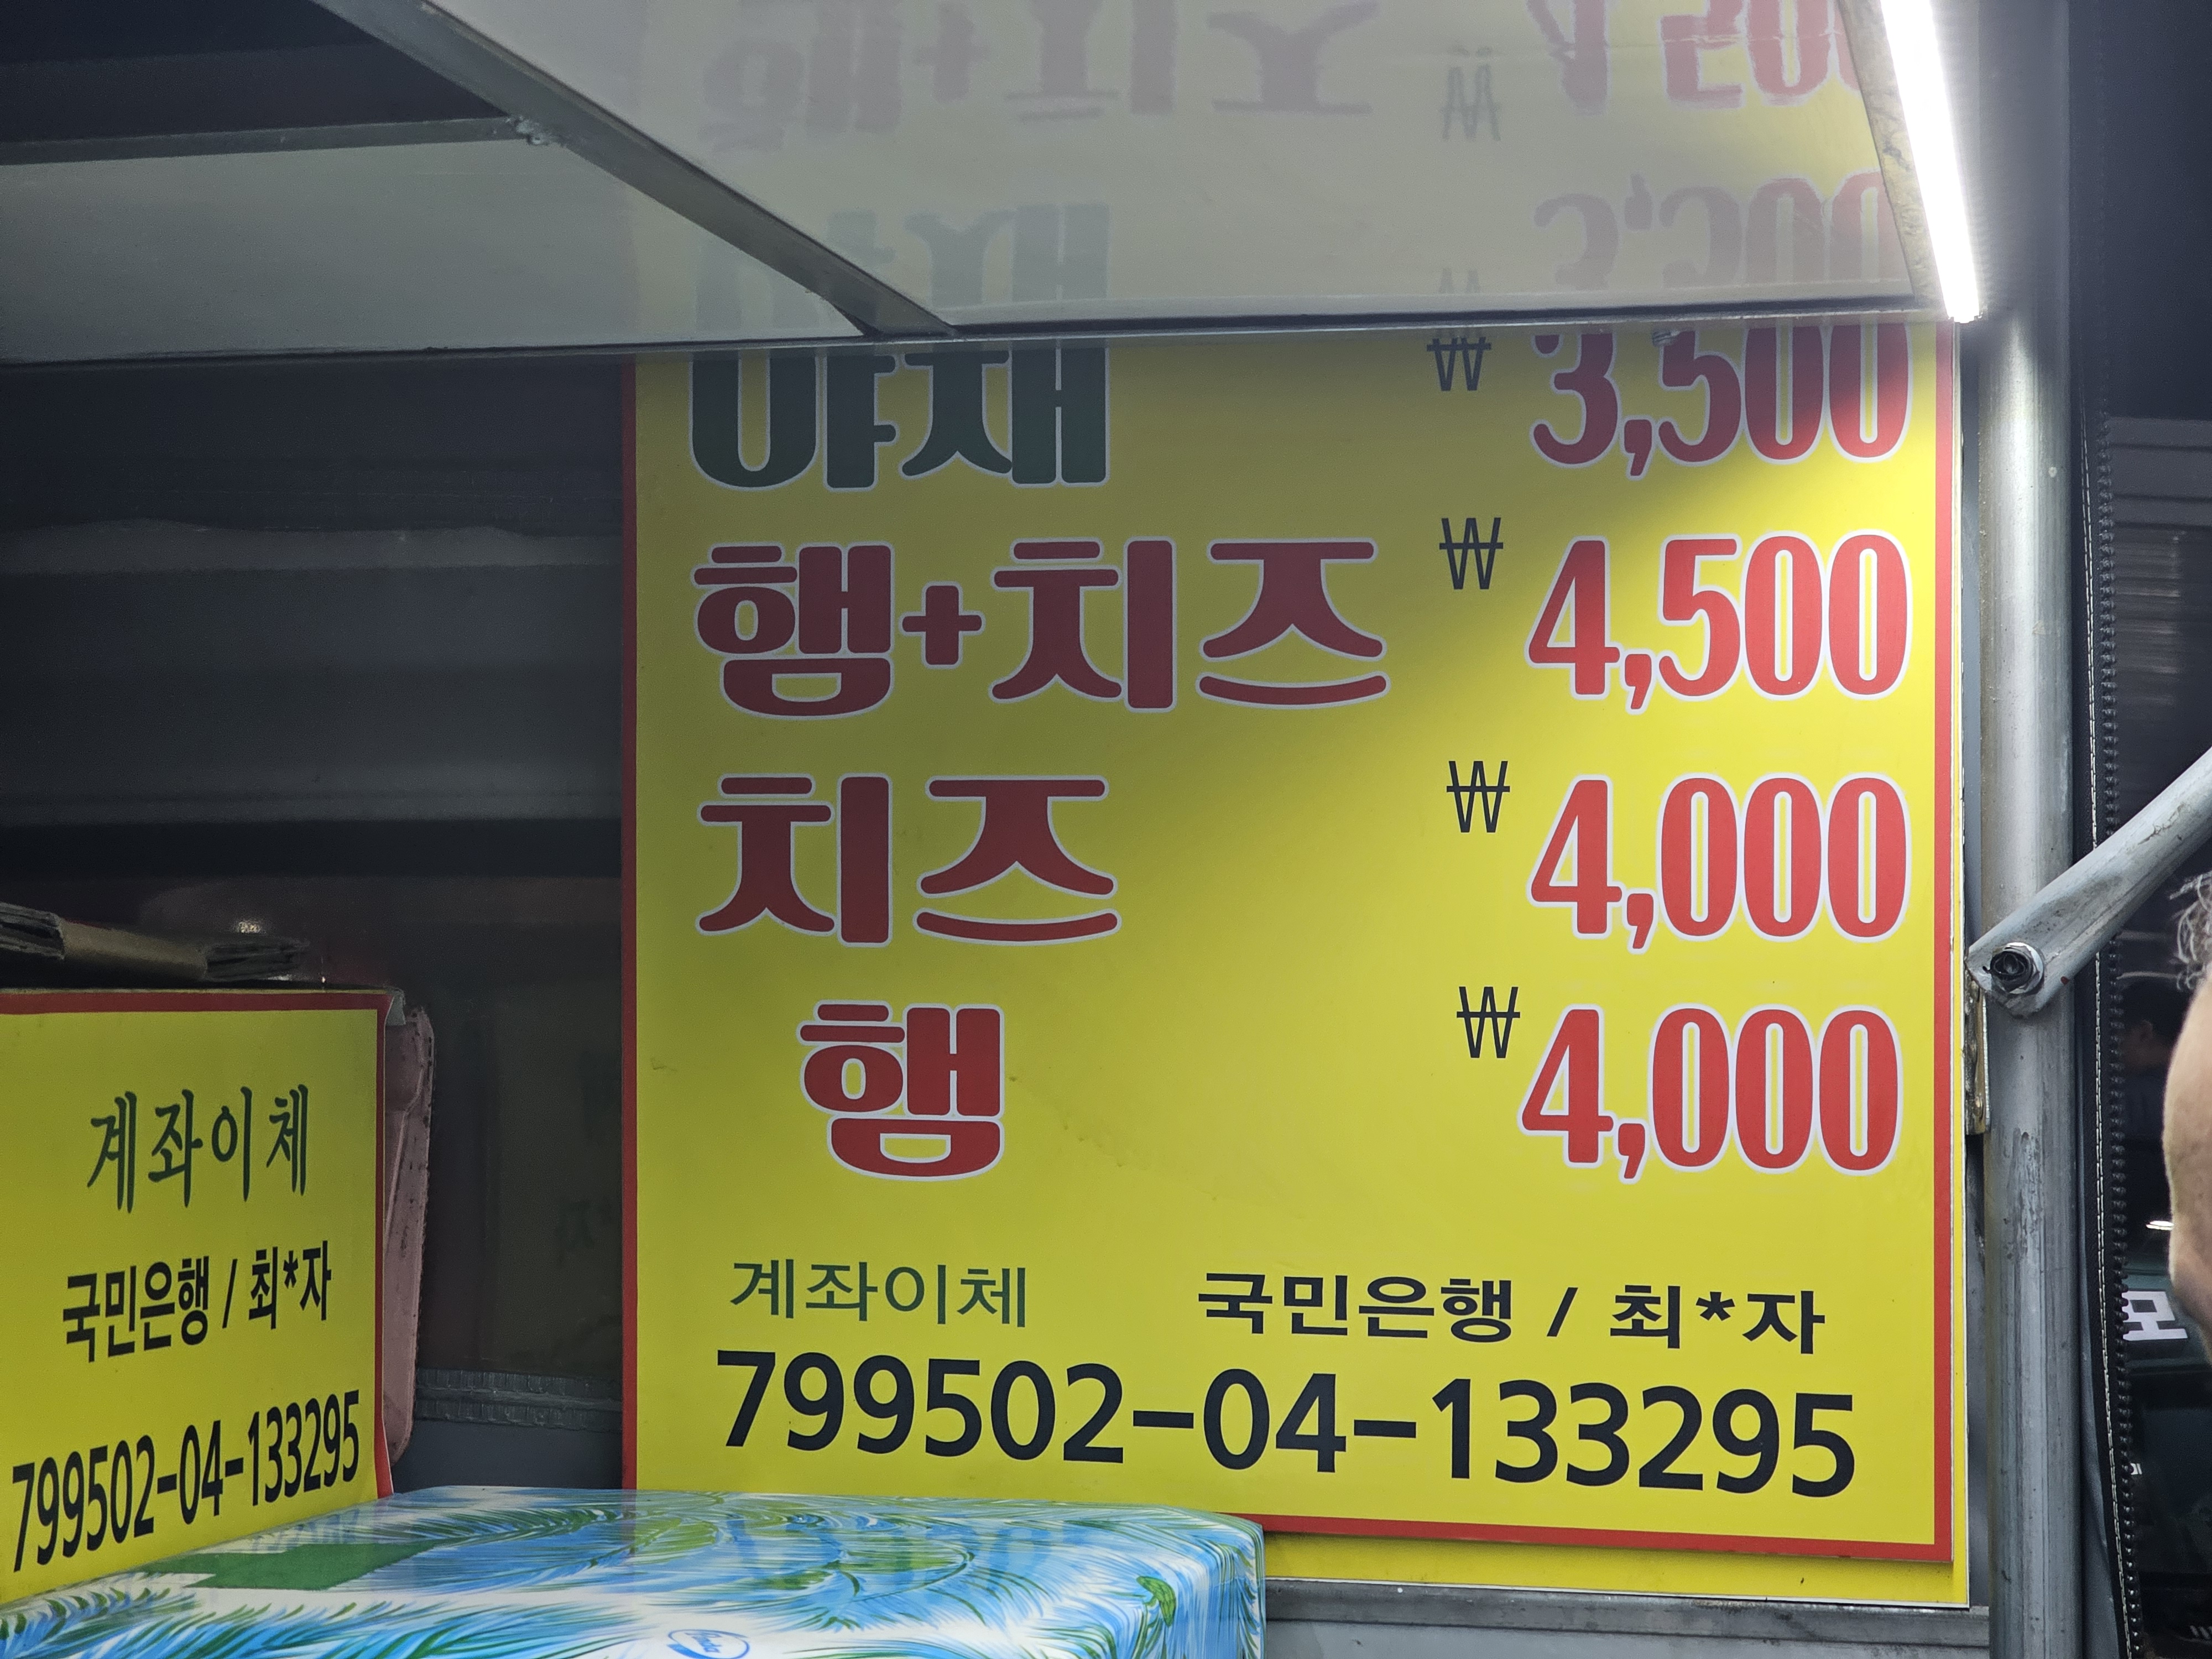 야채 ₩ 3,500
햄+치즈 ₩ 4,500
치즈 ₩ 4,000
햄 ₩ 4,000
계좌이체 국민은행 / 최*자
799502-04-133295
계좌이체
국민은행 / 최*자
799502-04-133295
모